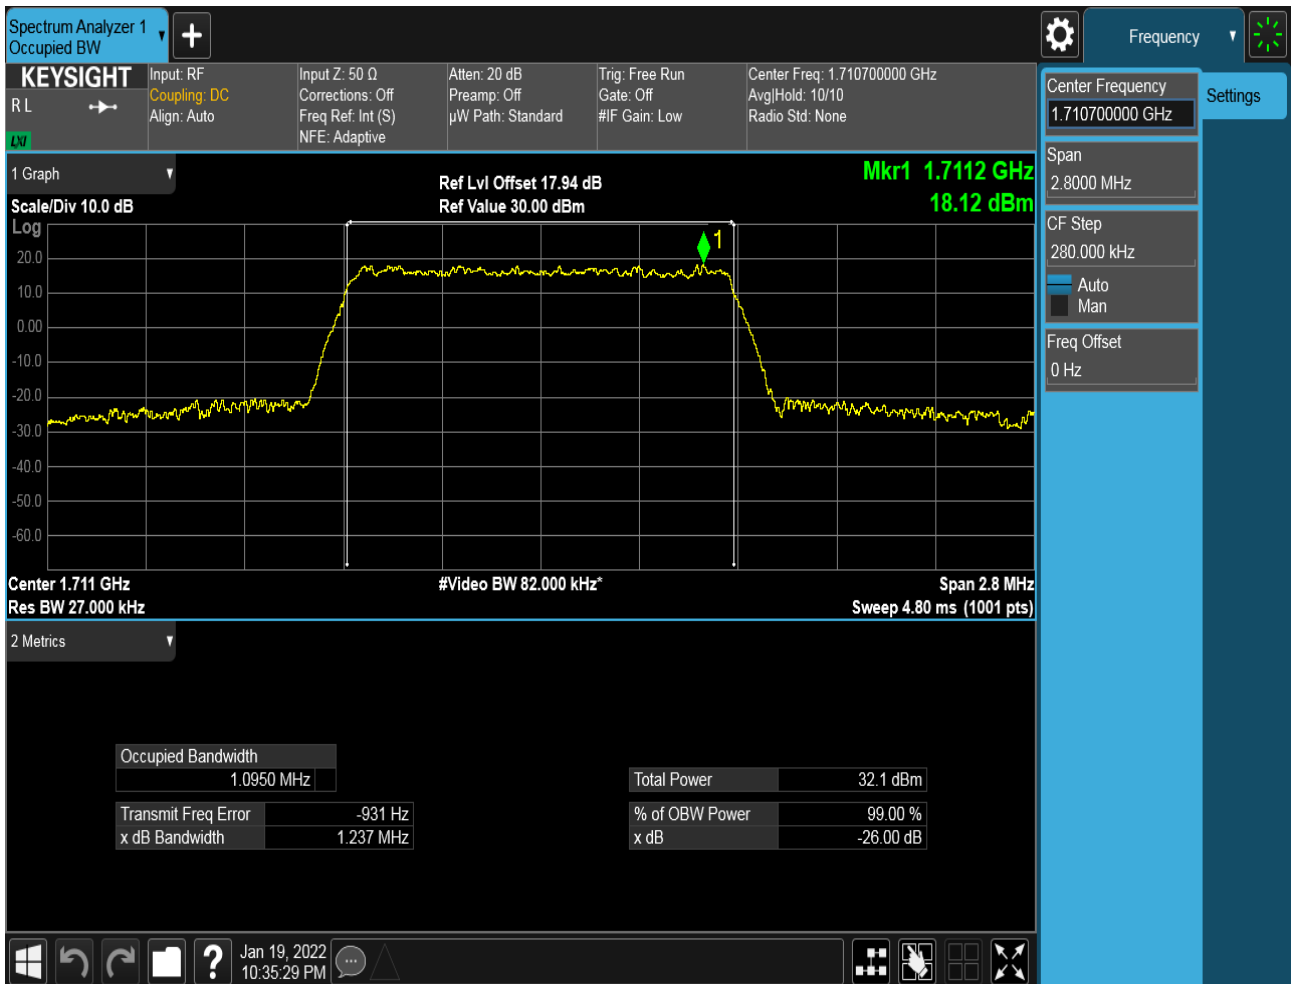 Spectrum Analyzer 1
Occupied BW
Frequency
KEYSIGHT
R L
LXI
Input: RF
Coupling: DC
Align: Auto
Input Z: 50 Ω
Corrections: Off
Freq Ref: Int (S)
NFE: Adaptive
Atten: 20 dB
Preamp: Off
µW Path: Standard
Trig: Free Run
Gate: Off
#IF Gain: Low
Center Freq: 1.710700000 GHz
Avg|Hold: 10/10
Radio Std: None
Center Frequency
1.710700000 GHz
Settings
Span
2.8000 MHz
CF Step
280.000 kHz
Auto
Man
Freq Offset
0 Hz
1 Graph
Scale/Div 10.0 dB
Ref Lvl Offset 17.94 dB
Ref Value 30.00 dBm
Mkr1 1.7112 GHz
18.12 dBm
Log
1
20.0
10.0
0.00
-10.0
-20.0
-30.0
-40.0
-50.0
-60.0
Center 1.711 GHz
#Video BW 82.000 kHz*
Span 2.8 MHz
Res BW 27.000 kHz
Sweep 4.80 ms (1001 pts)
2 Metrics
Occupied Bandwidth
1.0950 MHz
Total Power 32.1 dBm
Transmit Freq Error -931 Hz
% of OBW Power 99.00 %
x dB Bandwidth 1.237 MHz
x dB -26.00 dB
?
Jan 19, 2022
10:35:29 PM